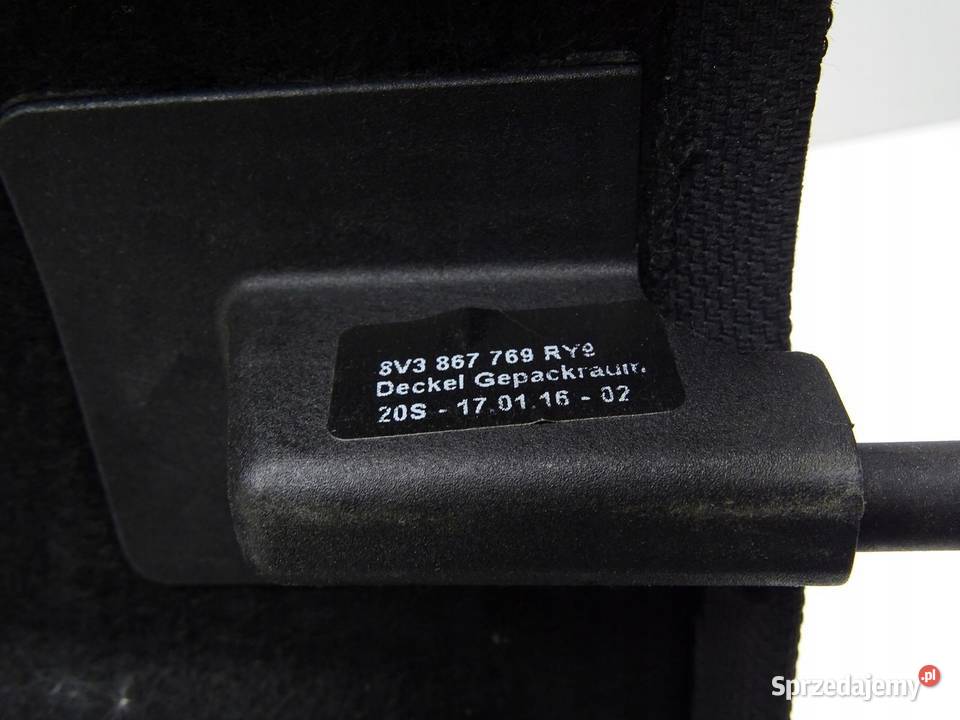 8V3 867 769 RY9
Deckel Gepackraum
20S - 17.01.16 - 02
Sprzedajemy.pl